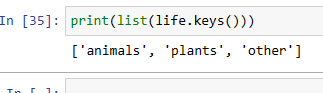 In [35]: print(list(life.keys()))
['animals', 'plants', 'other']
In [ ]: